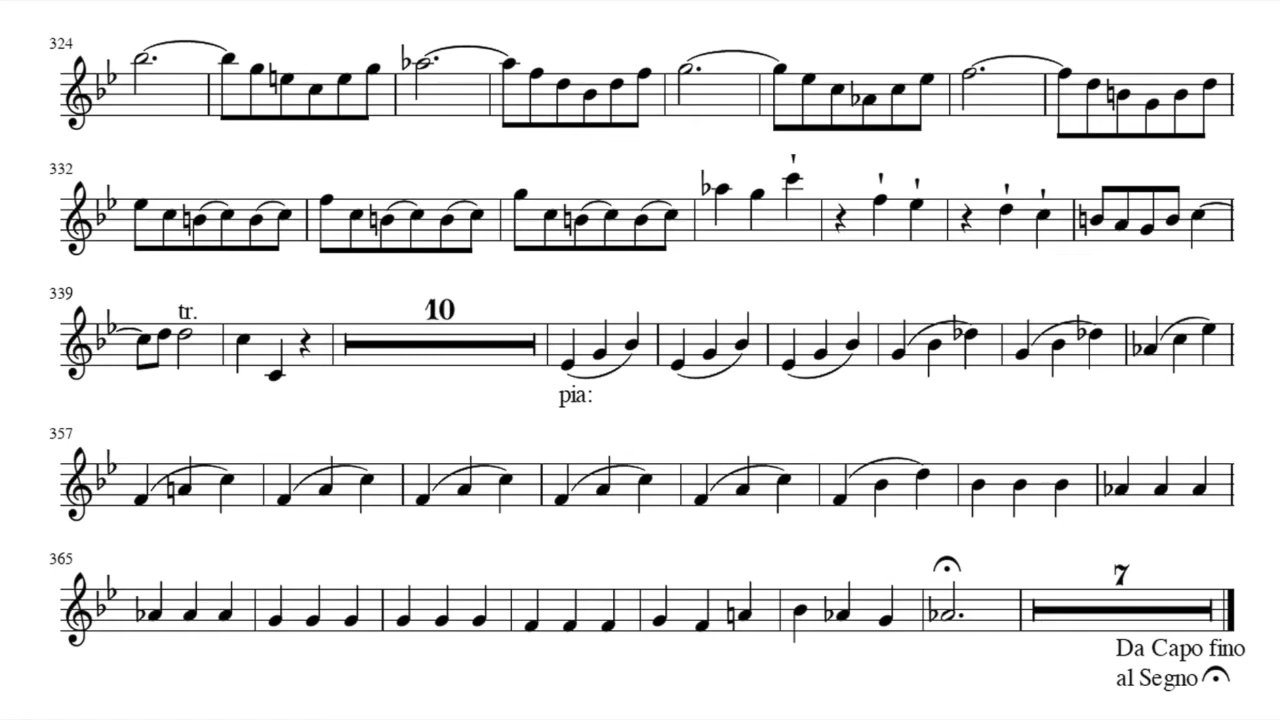 324
332
339
tr.
10
pia:
357
365
7
Da Capo fino
al Segno